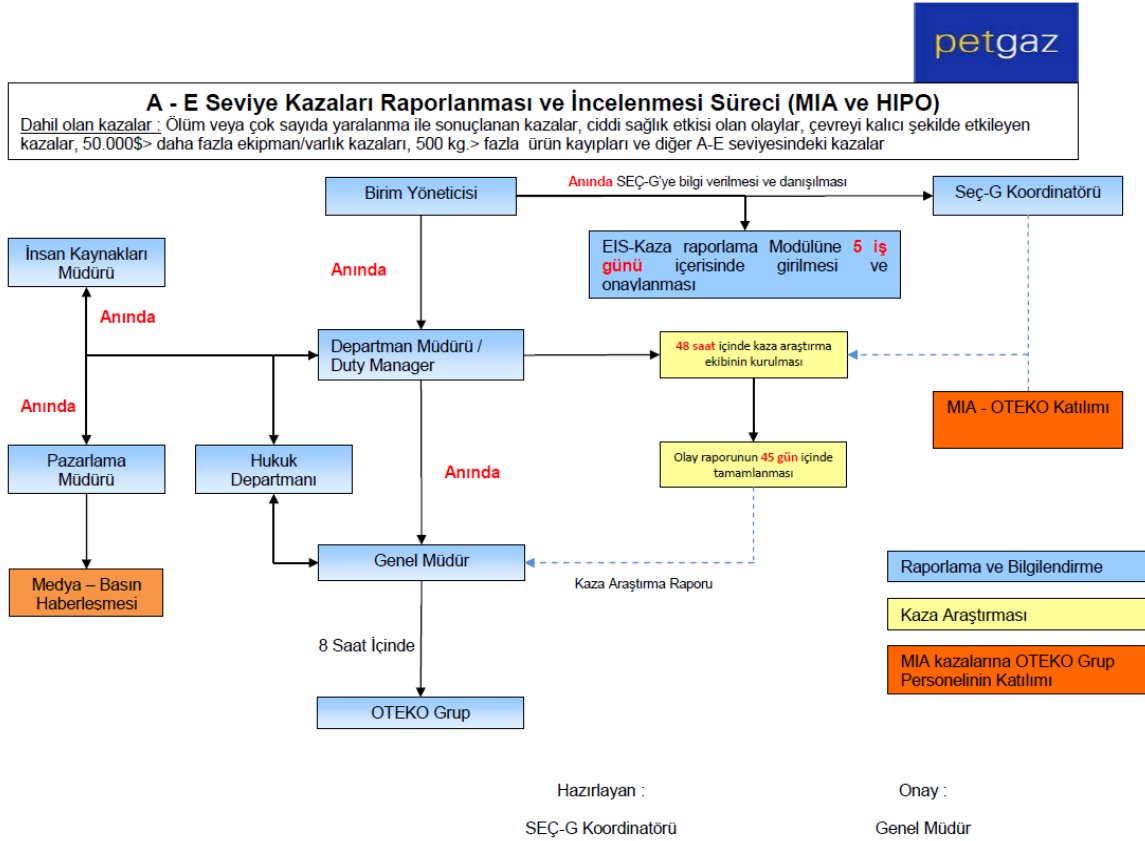 petgaz
A - E Seviye Kazaları Raporlanması ve İncelenmesi Süreci (MIA ve HIPO)
Dahil olan kazalar : Ölüm veya çok sayıda yaralanma ile sonuçlanan kazalar, ciddi sağlık etkisi olan olaylar, çevreyi kalıcı şekilde etkileyen
kazalar, 50.000$> daha fazla ekipman/varlık kazaları, 500 kg.> fazla ürün kayıpları ve diğer A-E seviyesindeki kazalar
Birim Yöneticisi
Anında SEÇ-G'ye bilgi verilmesi ve danışılması
Seç-G Koordinatörü
İnsan Kaynakları
Müdürü
Anında
EIS-Kaza raporlama Modülüne 5 iş
günü içerisinde girilmesi ve
onaylanması
Anında
Departman Müdürü /
Duty Manager
48 saat içinde kaza araştırma
ekibinin kurulması
Anında
MIA - OTEKO Katılımı
Pazarlama
Müdürü
Hukuk
Departmanı
Anında
Olay raporunun 45 gün içinde
tamamlanması
Genel Müdür
Kaza Araştırma Raporu
Medya – Basın
Haberleşmesi
Raporlama ve Bilgilendirme
Kaza Araştırması
8 Saat İçinde
MIA kazalarına OTEKO Grup
Personelinin Katılımı
OTEKO Grup
Hazırlayan :
Onay :
SEÇ-G Koordinatörü
Genel Müdür